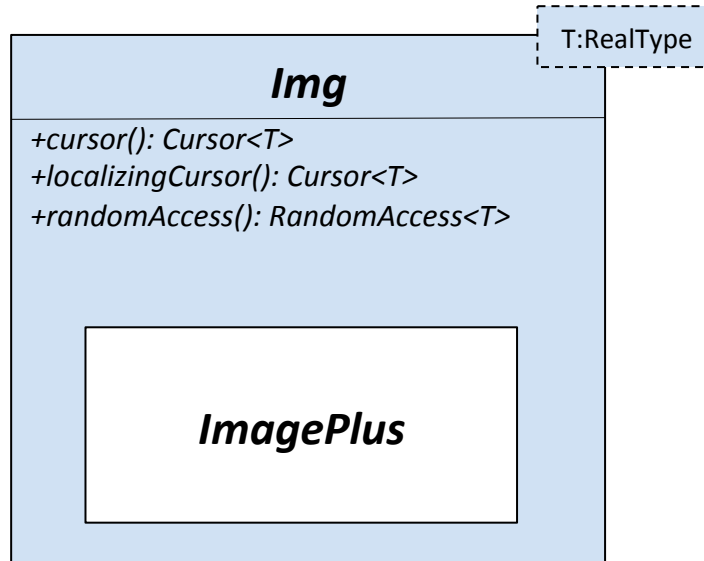 T:RealType
Img
+cursor(): Cursor<T>
+localizingCursor(): Cursor<T>
+randomAccess(): RandomAccess<T>
ImagePlus